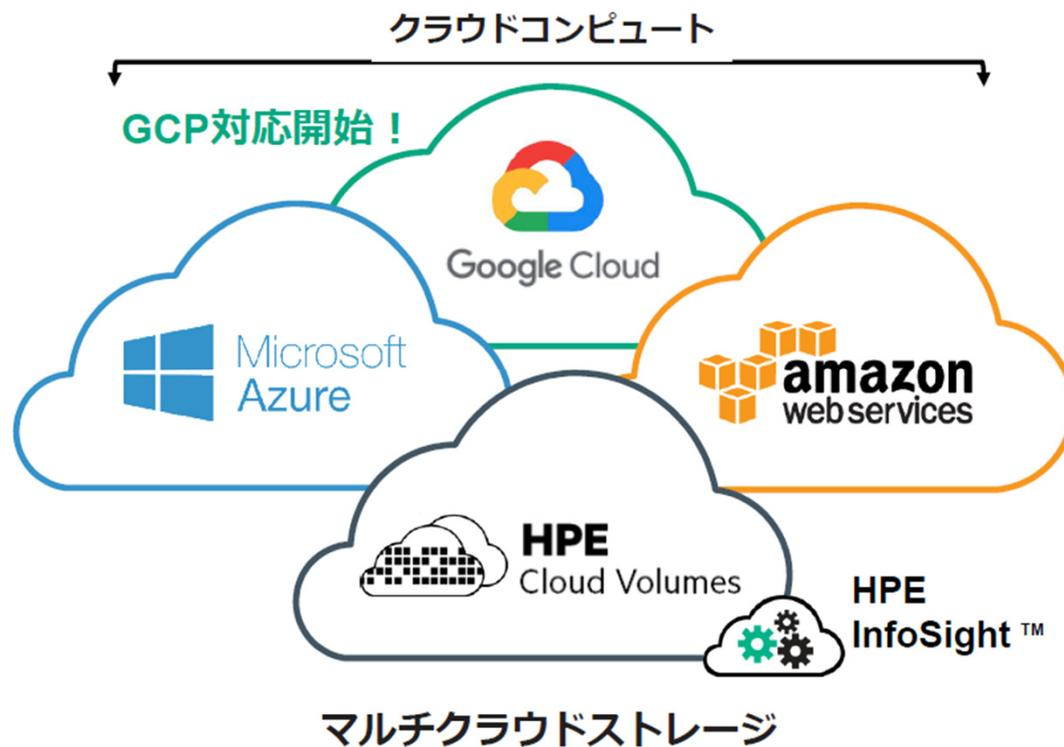 クラウドコンピュート
GCP対応開始！
Google Cloud
Microsoft
Azure
amazon
web services
HPE
Cloud Volumes
HPE
InfoSight ™
マルチクラウドストレージ